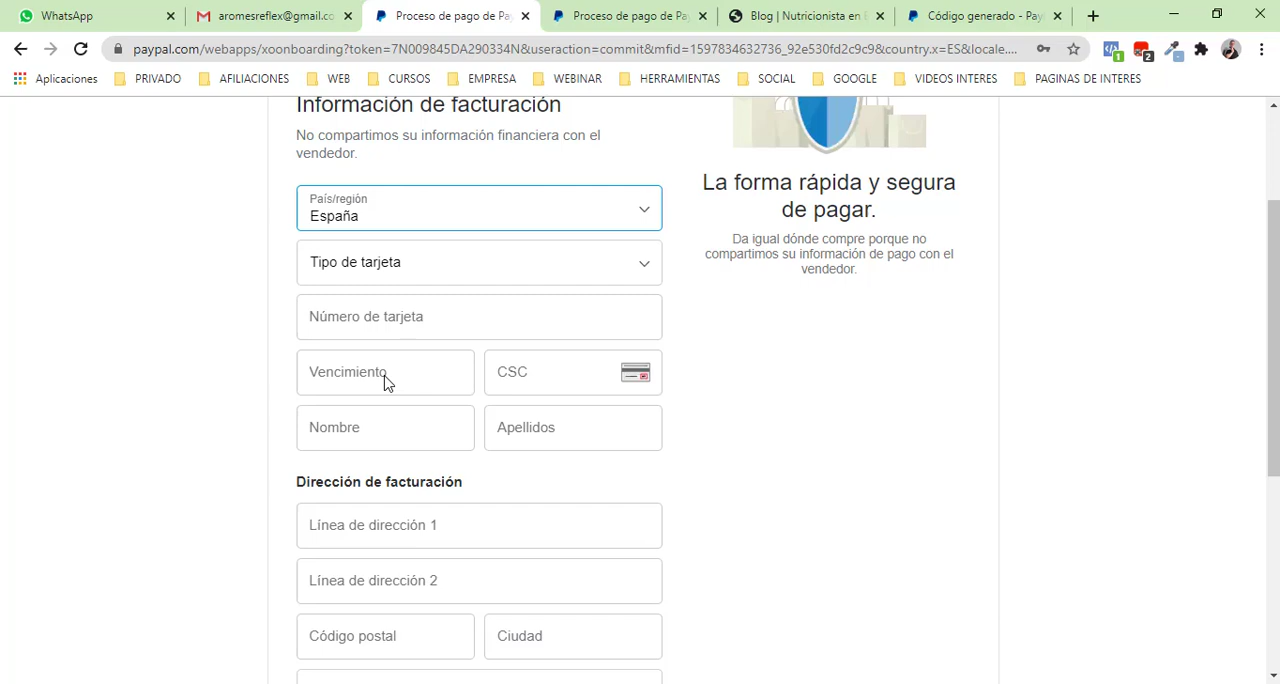 WhatsApp
aromesreflex@gmail.co
Proceso de pago de Pa
Proceso de pago de Pa
Blog | Nutricionista en
Código generado - Pay
paypal.com/webapps/xoonboarding?token=7N009845DA290334N&useraction=commit&mfid=1597834632736_92e530fd2c9c9&country.x=ES&locale....
1
2
-
Aplicaciones
PRIVADO
AFILIACIONES
WEB
CURSOS
EMPRESA
WEBINAR
HERRAMIENTAS
SOCIAL
GOOGLE
VIDEOS INTERES
PAGINAS DE INTERES
Información de facturación
No compartimos su información financiera con el
vendedor.
País/región
España
Tipo de tarjeta
Número de tarjeta
Vencimiento
CSC
Nombre
Apellidos
Dirección de facturación
Línea de dirección 1
Línea de dirección 2
Código postal
Ciudad
La forma rápida y segura
de pagar.
Da igual dónde compre porque no
compartimos su información de pago con el
vendedor.